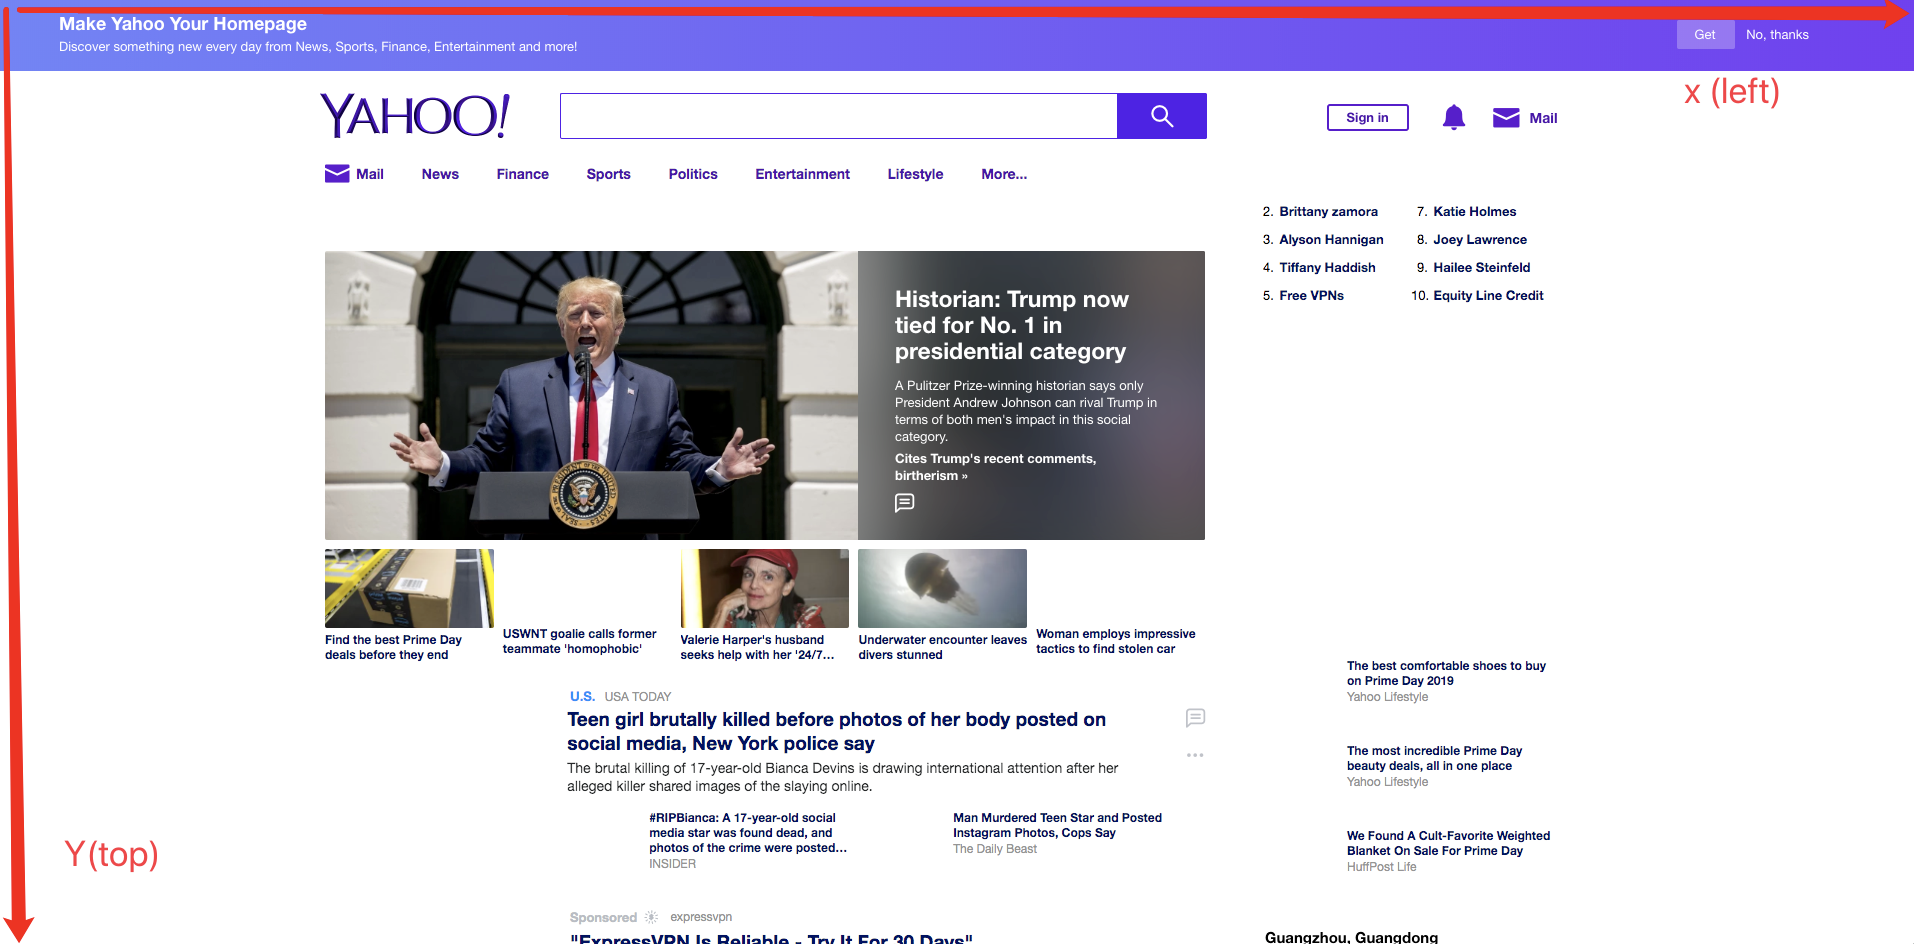 Make Yahoo Your Homepage
Discover something new every day from News, Sports, Finance, Entertainment and more!
Get
No, thanks
x (left)
YAHOO!
Sign in
Mail
Mail
News
Finance
Sports
Politics
Entertainment
Lifestyle
More...
2. Brittany zamora
3. Alyson Hannigan
4. Tiffany Haddish
5. Free VPNs
7. Katie Holmes
8. Joey Lawrence
9. Hailee Steinfeld
10. Equity Line Credit
Historian: Trump now
tied for No. 1 in
presidential category
A Pulitzer Prize-winning historian says only
President Andrew Johnson can rival Trump in
terms of both men's impact in this social
category.
Cites Trump's recent comments,
birtherism »
Find the best Prime Day
deals before they end
USWNT goalie calls former
teammate 'homophobic'
Valerie Harper's husband
seeks help with her '24/7...
Underwater encounter leaves
divers stunned
Woman employs impressive
tactics to find stolen car
U.S. USA TODAY
Teen girl brutally killed before photos of her body posted on
social media, New York police say
The brutal killing of 17-year-old Bianca Devins is drawing international attention after her
alleged killer shared images of the slaying online.
#RIPBianca: A 17-year-old social
media star was found dead, and
photos of the crime were posted...
INSIDER
Man Murdered Teen Star and Posted
Instagram Photos, Cops Say
The Daily Beast
The best comfortable shoes to buy
on Prime Day 2019
Yahoo Lifestyle
The most incredible Prime Day
beauty deals, all in one place
Yahoo Lifestyle
We Found A Cult-Favorite Weighted
Blanket On Sale For Prime Day
HuffPost Life
Y(top)
Sponsored expressvpn
"ExpressVPN Is Reliable - Try It For 30 Days"
Guangzhou, Guangdong